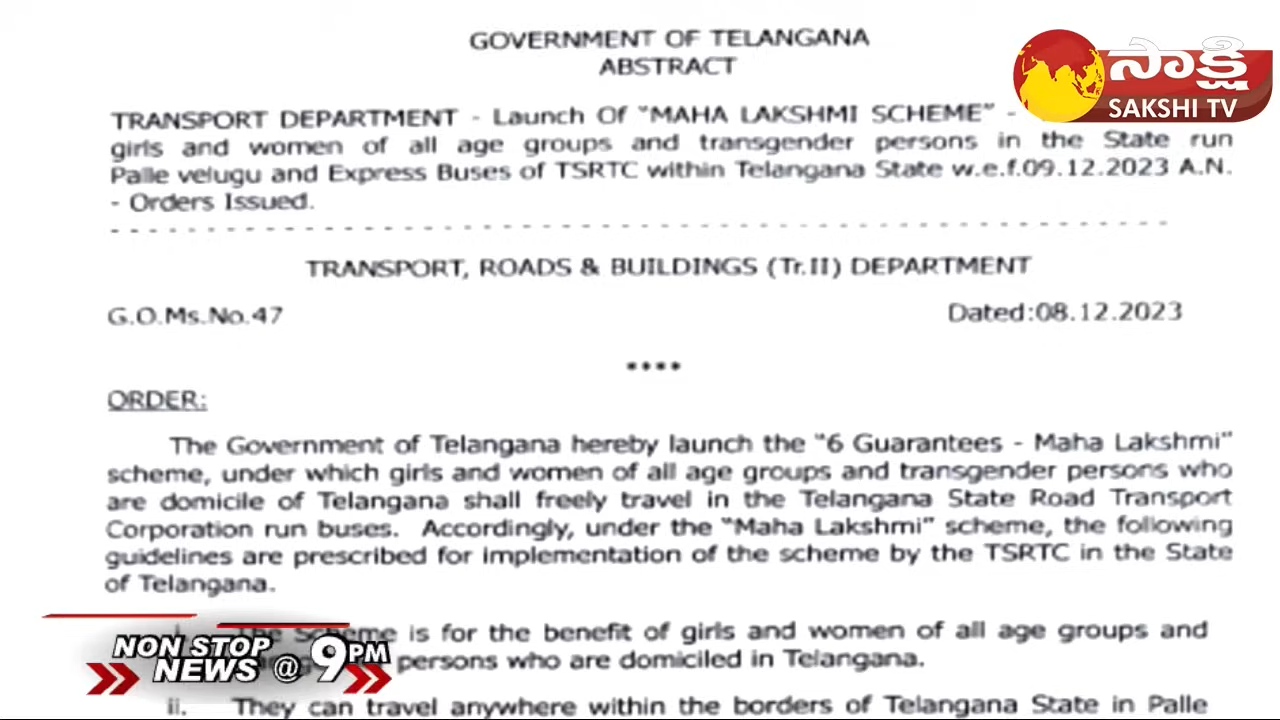 GOVERNMENT OF TELANGANA
ABSTRACT
సాక్షి
SAKSHI TV
TRANSPORT DEPARTMENT - Launch Of "MAHA LAKSHMI SCHEME" -
girls and women of all age groups and transgender persons in the State run
Palle velugu and Express Buses of TSRTC within Telangana State w.e.f.09.12.2023 A.N.
- Orders Issued.
TRANSPORT, ROADS & BUILDINGS (Tr.II) DEPARTMENT
G.O.Ms.No.47 Dated:08.12.2023
****
ORDER:
The Government of Telangana hereby launch the "6 Guarantees - Maha Lakshmi"
scheme, under which girls and women of all age groups and transgender persons who
are domicile of Telangana shall freely travel in the Telangana State Road Transport
Corporation run buses. Accordingly, under the "Maha Lakshmi" scheme, the following
guidelines are prescribed for implementation of the scheme by the TSRTC in the State
of Telangana.
i. The Scheme is for the benefit of girls and women of all age groups and
persons who are domiciled in Telangana.
NON STOP
NEWS @ 9PM
ii. They can travel anywhere within the borders of Telangana State in Palle